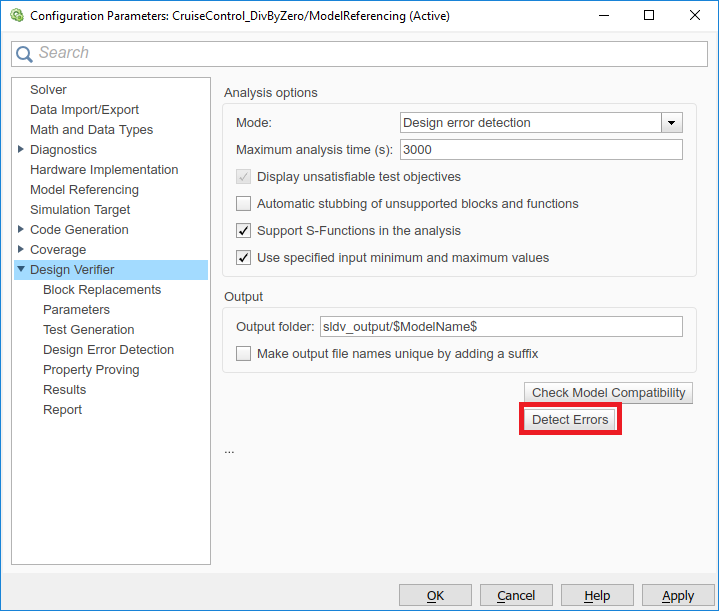 Configuration Parameters: CruiseControl_DivByZero/ModelReferencing (Active)
Search
Solver
Data Import/Export
Math and Data Types
Diagnostics
Hardware Implementation
Model Referencing
Simulation Target
Code Generation
Coverage
Design Verifier
Block Replacements
Parameters
Test Generation
Design Error Detection
Property Proving
Results
Report
Analysis options
Mode: Design error detection
Maximum analysis time (s): 3000
Display unsatisfiable test objectives
Automatic stubbing of unsupported blocks and functions
Support S-Functions in the analysis
Use specified input minimum and maximum values
Output
Output folder: sldv_output/$ModelName$
Make output file names unique by adding a suffix
Check Model Compatibility
Detect Errors
...
OK Cancel Help Apply